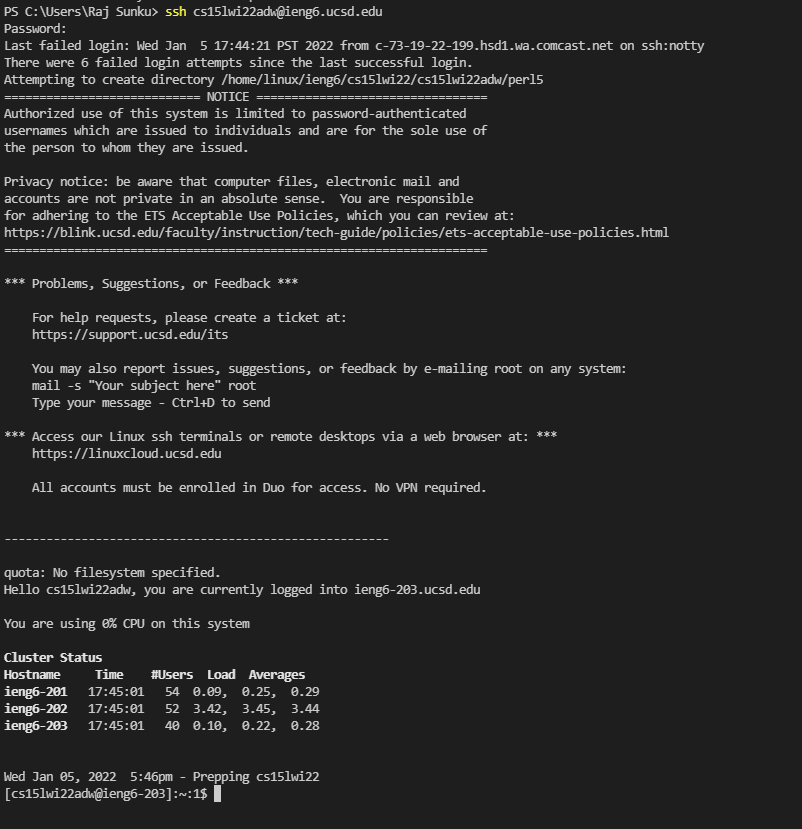 PS C:\Users\Raj Sunku> ssh cs15lwi22adw@ieng6.ucsd.edu
Password:
Last failed login: Wed Jan  5 17:44:21 PST 2022 from c-73-19-22-199.hsd1.wa.comcast.net on ssh:notty
There were 6 failed login attempts since the last successful login.
Attempting to create directory /home/linux/ieng6/cs15lwi22/cs15lwi22adw/perl5
============================ NOTICE =================================
Authorized use of this system is limited to password-authenticated
usernames which are issued to individuals and are for the sole use of
the person to whom they are issued.

Privacy notice: be aware that computer files, electronic mail and
accounts are not private in an absolute sense.  You are responsible
for adhering to the ETS Acceptable Use Policies, which you can review at:
https://blink.ucsd.edu/faculty/instruction/tech-guide/policies/ets-acceptable-use-policies.html
=====================================================================

*** Problems, Suggestions, or Feedback ***

    For help requests, please create a ticket at:
    https://support.ucsd.edu/its

    You may also report issues, suggestions, or feedback by e-mailing root on any system:
    mail -s "Your subject here" root
    Type your message - Ctrl+D to send

*** Access our Linux ssh terminals or remote desktops via a web browser at: ***
    https://linuxcloud.ucsd.edu

    All accounts must be enrolled in Duo for access. No VPN required.


-------------------------------------------------------

quota: No filesystem specified.
Hello cs15lwi22adw, you are currently logged into ieng6-203.ucsd.edu

You are using 0% CPU on this system

Cluster Status
Hostname     Time    #Users  Load  Averages
ieng6-201   17:45:01   54  0.09,  0.25,  0.29
ieng6-202   17:45:01   52  3.42,  3.45,  3.44
ieng6-203   17:45:01   40  0.10,  0.22,  0.28


Wed Jan 05, 2022  5:46pm - Prepping cs15lwi22
[cs15lwi22adw@ieng6-203]:~:1$